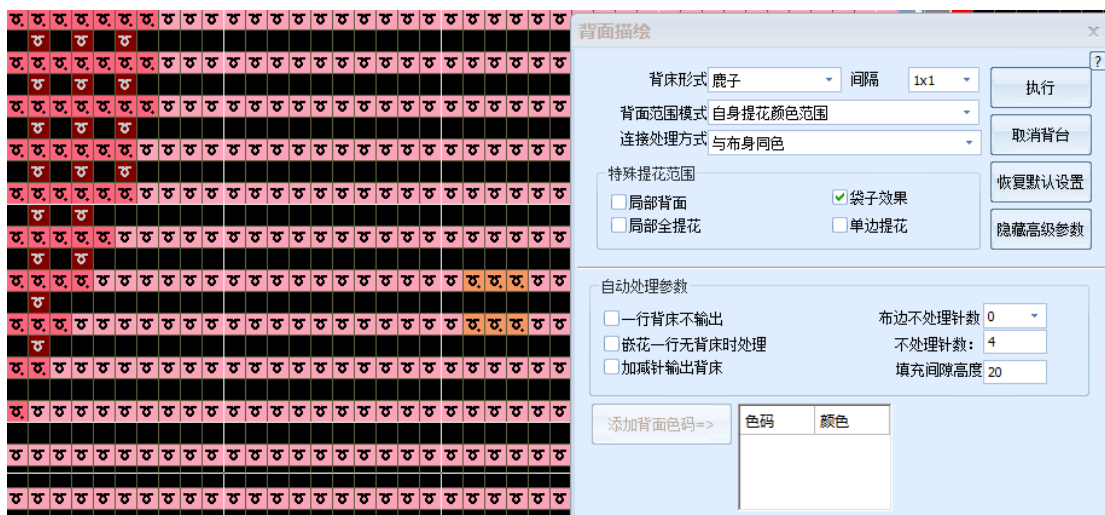 背面描绘
x
?
背床形式 鹿子 间隔 1x1
执行
背面范围模式 自身提花颜色范围
连接处理方式 与布身同色
取消背台
特殊提花范围
局部背面 袋子效果
恢复默认设置
局部全提花 单边提花
隐藏高级参数
自动处理参数
一行背床不输出 布边不处理针数 0
嵌花一行无背床时处理 不处理针数: 4
加减针输出背床 填充间隙高度 20
添加背面色码=>
色码 颜色